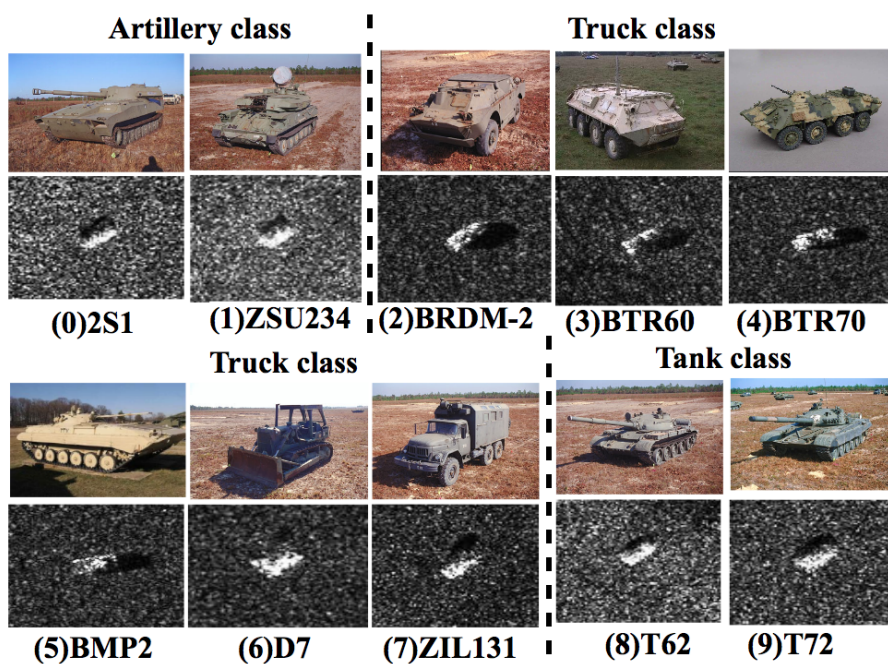 Artillery class
Truck class
(0)2S1
(1)ZSU234
(2)BRDM-2
(3)BTR60
(4)BTR70
Truck class
Tank class
(5)BMP2
(6)D7
(7)ZIL131
(8)T62
(9)T72